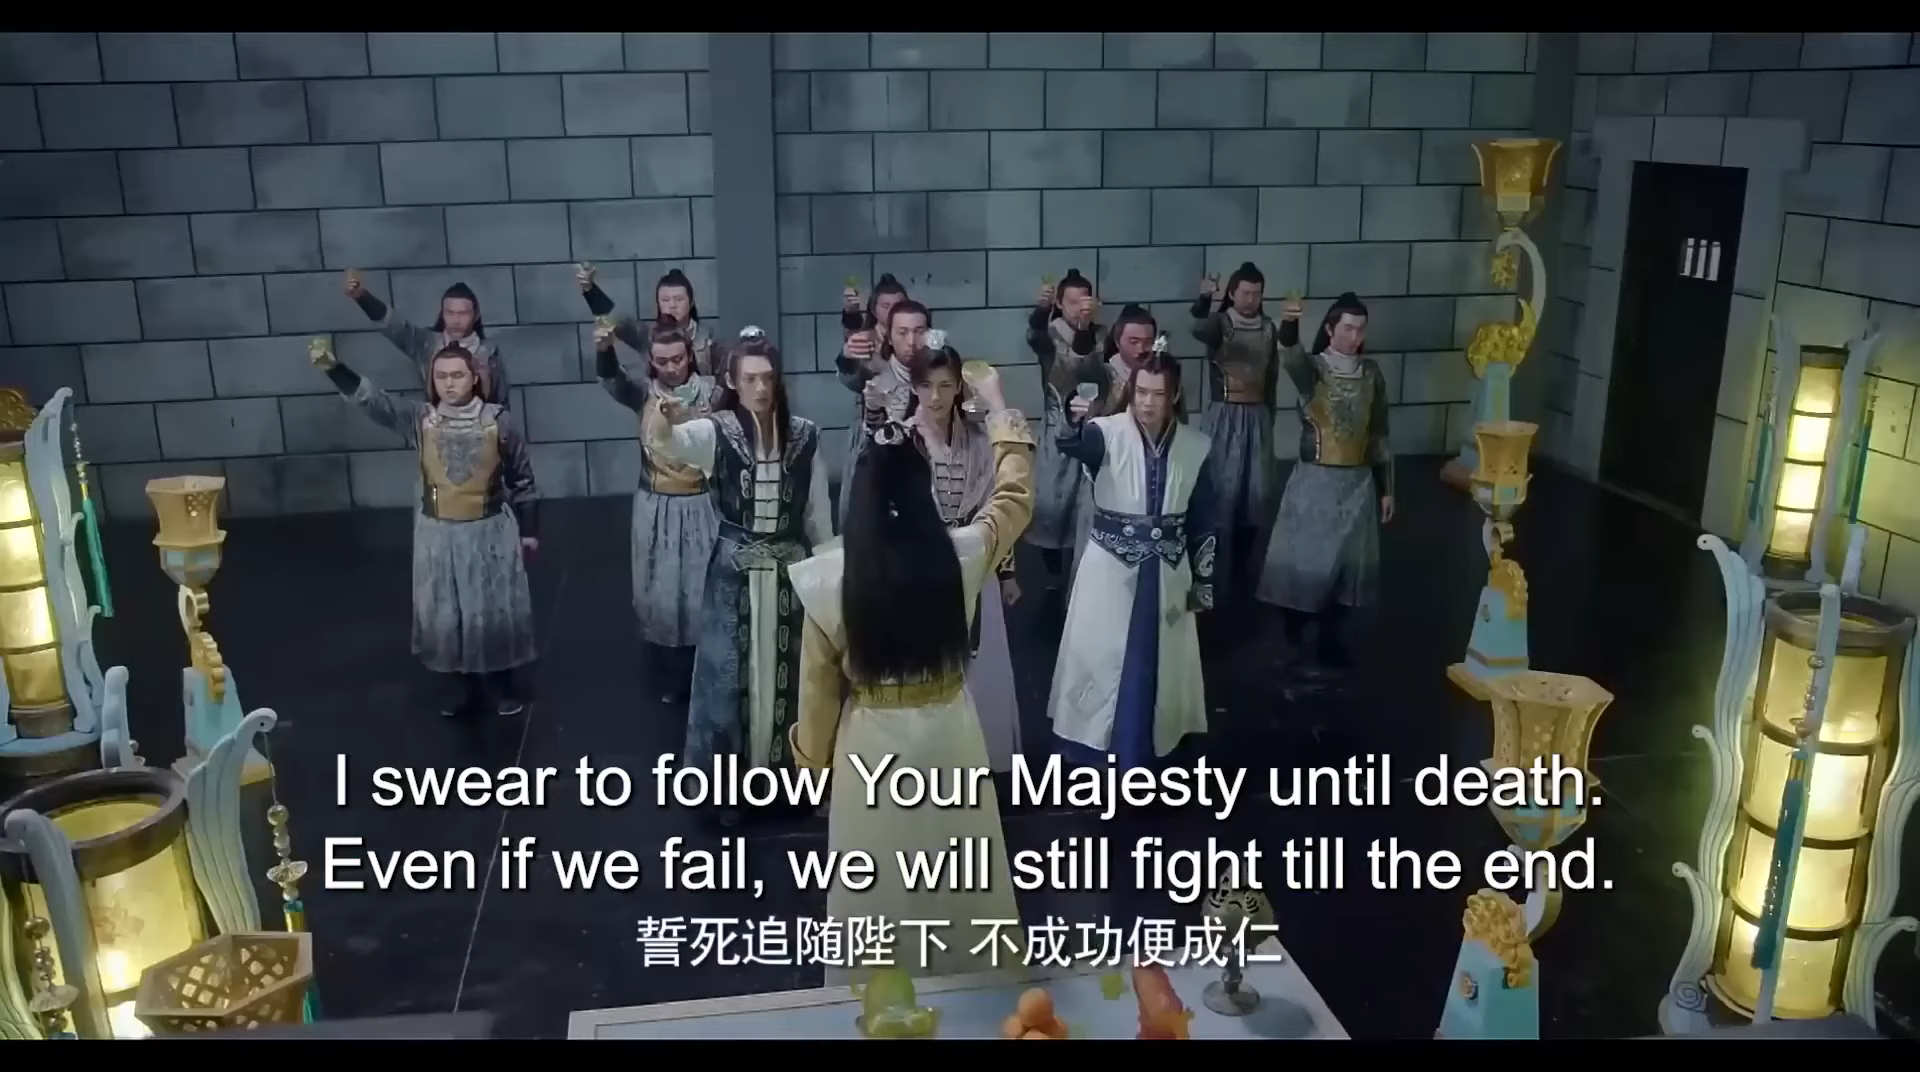 I swear to follow Your Majesty until death.
Even if we fail, we will still fight till the end.
誓死追随陛下 不成功便成仁